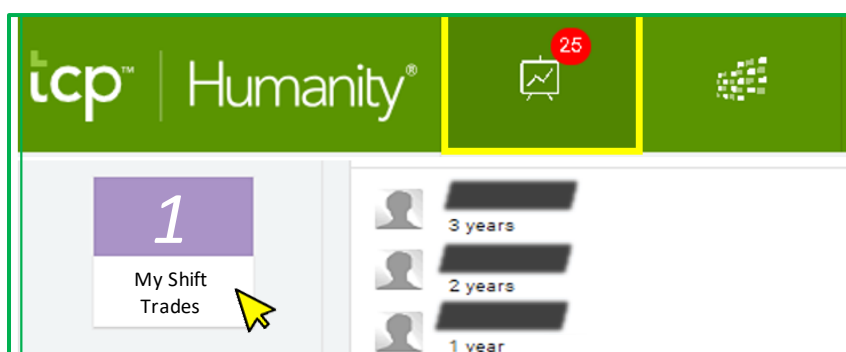 tcp™ | Humanity®
25
1
My Shift
Trades
3 years
2 years
1 year